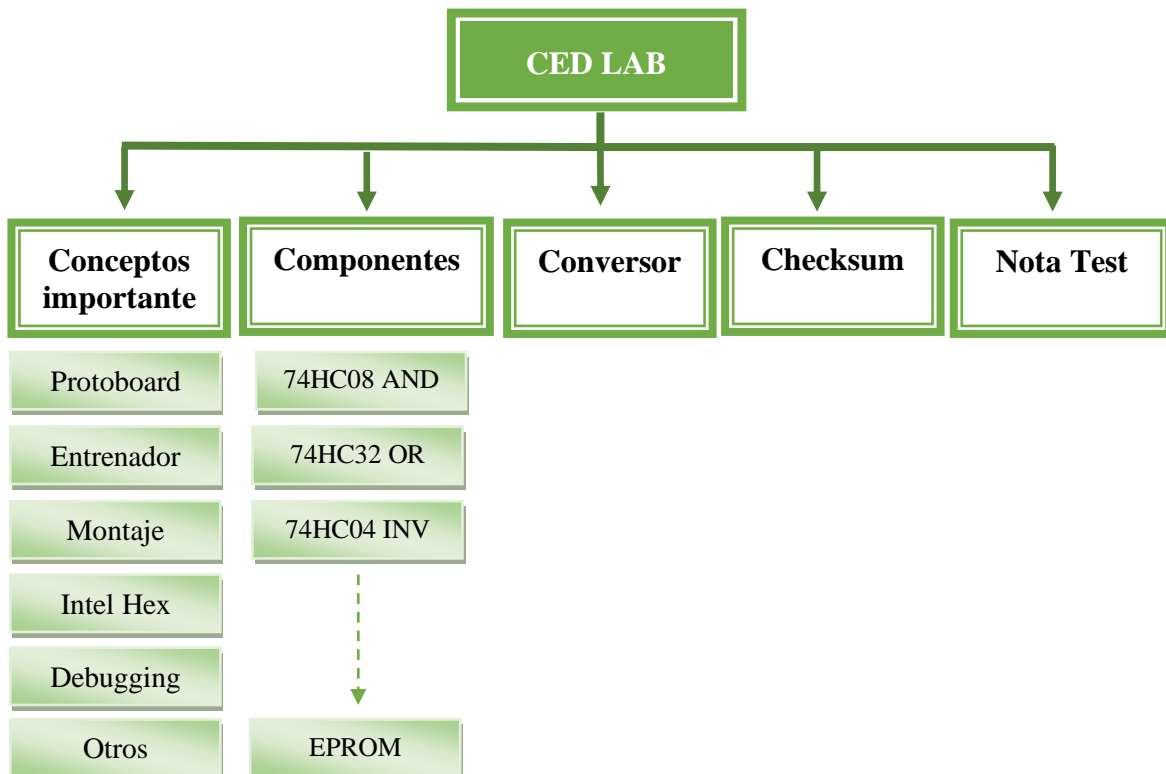 CED LAB
Conceptos
importante
Componentes
Conversor
Checksum
Nota Test
Protoboard
74HC08 AND
Entrenador
74HC32 OR
Montaje
74HC04 INV
Intel Hex
Debugging
Otros
EPROM